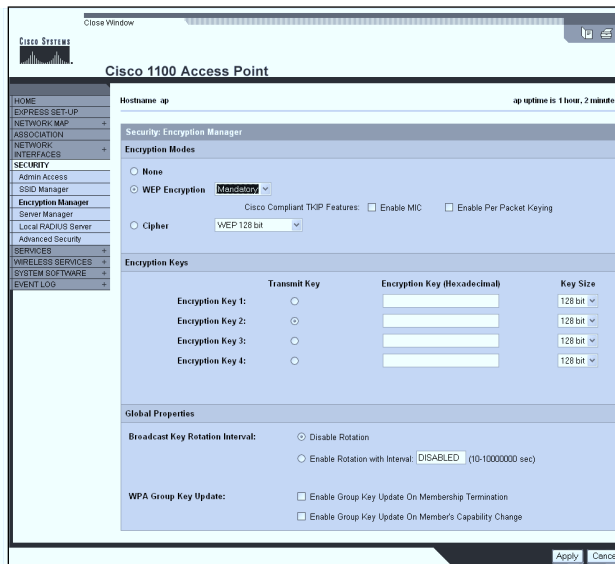 Close Window
CISCO SYSTEMS
Cisco 1100 Access Point
Hostname ap
ap uptime is 1 hour, 2 minute
HOME
EXPRESS SET-UP
NETWORK MAP +
ASSOCIATION
NETWORK
INTERFACES +
SECURITY
Admin Access
SSID Manager
Encryption Manager
Server Manager
Local RADIUS Server
Advanced Security
SERVICES +
WIRELESS SERVICES +
SYSTEM SOFTWARE +
EVENT LOG +
Security: Encryption Manager
Encryption Modes
None
WEP Encryption Mandatory
Cisco Compliant TKIP Features: Enable MIC Enable Per Packet Keying
Cipher WEP 128 bit
Encryption Keys
Transmit Key Encryption Key (Hexadecimal) Key Size
Encryption Key 1: 128 bit
Encryption Key 2: 128 bit
Encryption Key 3: 128 bit
Encryption Key 4: 128 bit
Global Properties
Broadcast Key Rotation Interval: Disable Rotation
Enable Rotation with Interval: DISABLED (10-10000000 sec)
WPA Group Key Update: Enable Group Key Update On Membership Termination
Enable Group Key Update On Member's Capability Change
Apply Cance